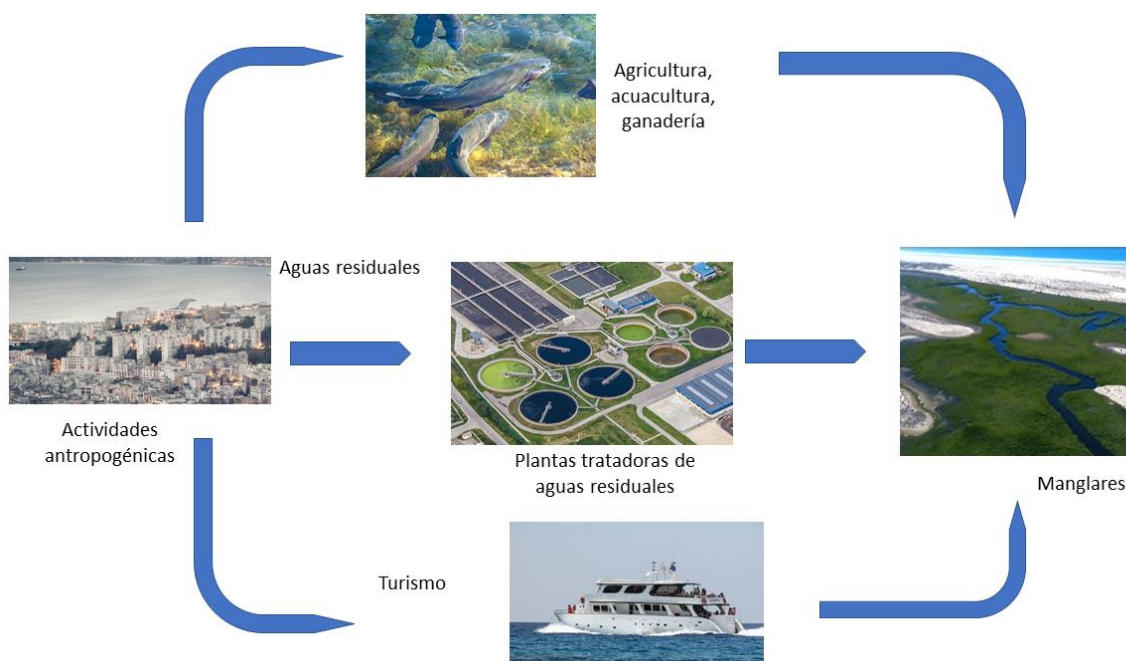 Agricultura,
acuacultura,
ganadería
Aguas residuales
Actividades
antropogénicas
Plantas tratadoras de
aguas residuales
Manglares
Turismo